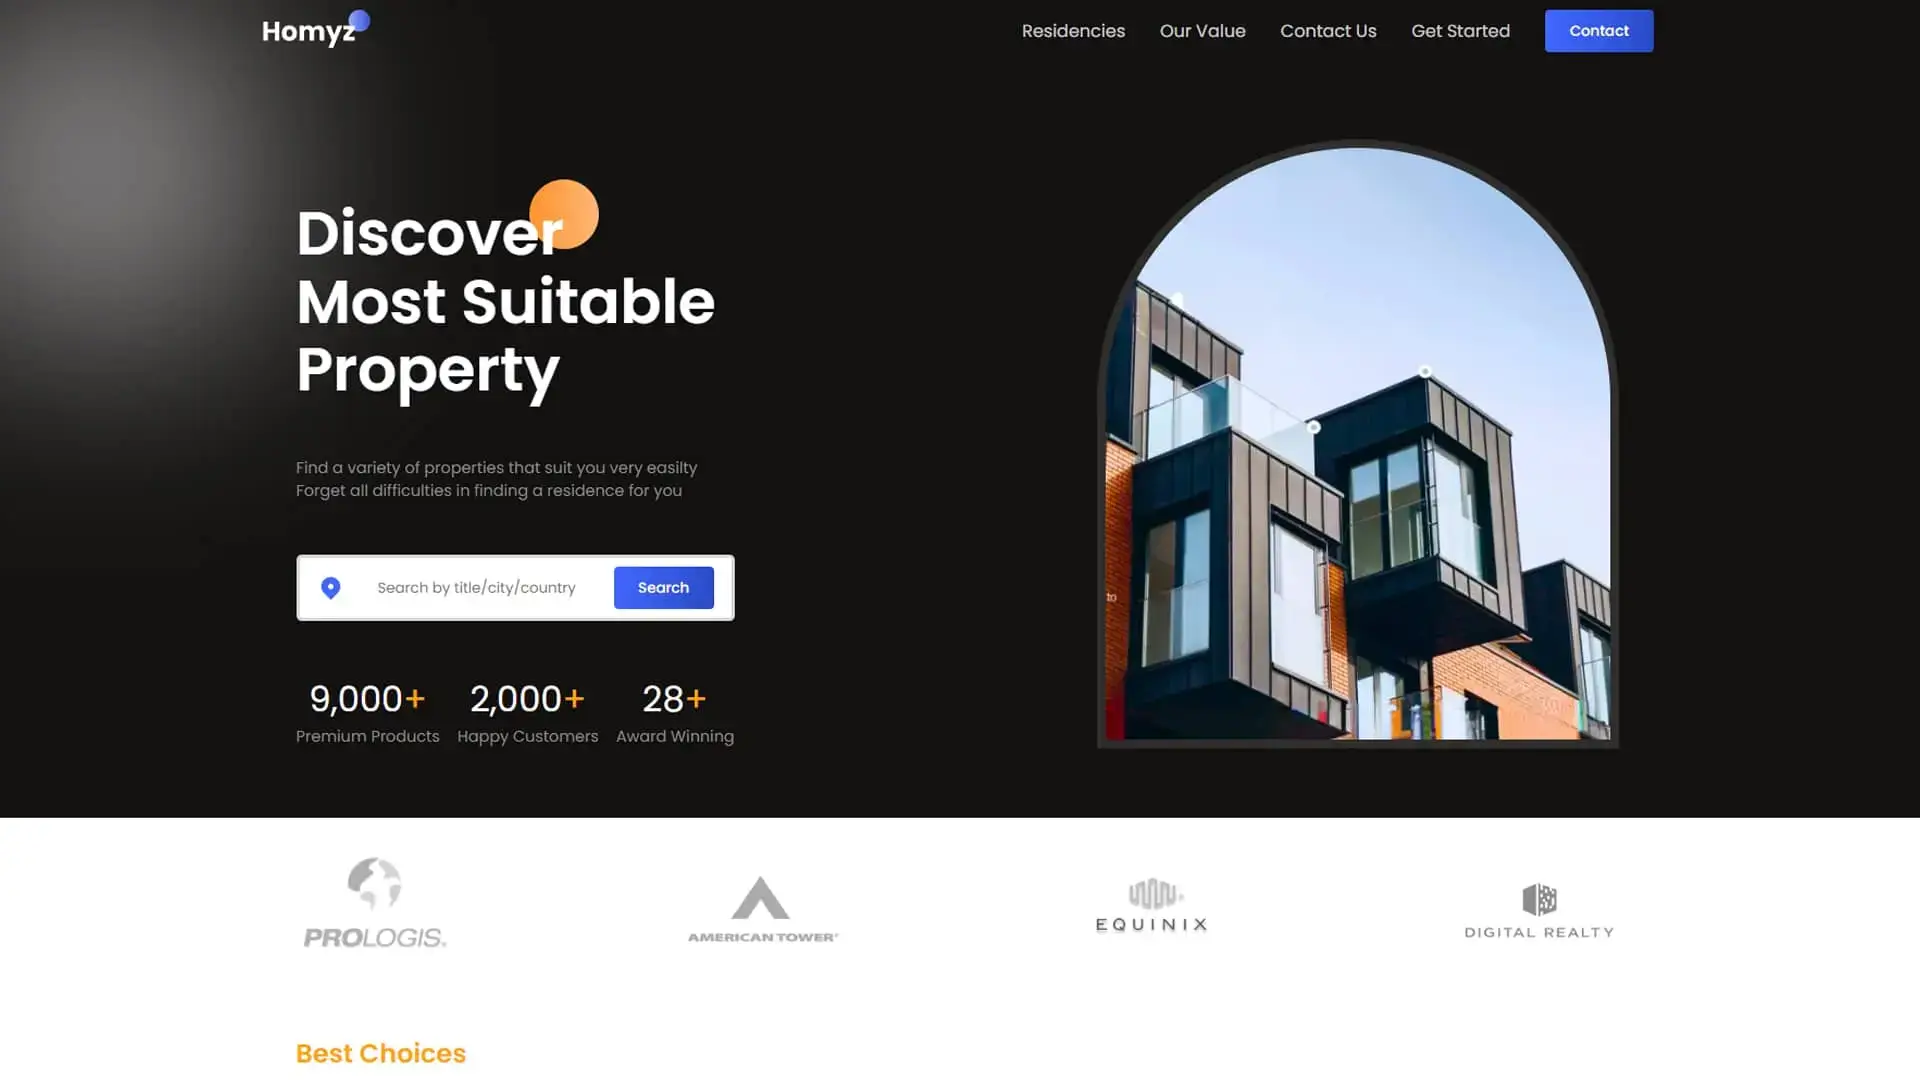 Homyz
Residencies
Our Value
Contact Us
Get Started
Contact
Discover
Most Suitable
Property
Find a variety of properties that suit you very easilty
Forget all difficulties in finding a residence for you
Search by title/city/country
Search
9,000+
2,000+
28+
Premium Products
Happy Customers
Award Winning
to
PROLOGIS.
AMERICAN TOWER
EQUINIX
DIGITAL REALTY
Best Choices